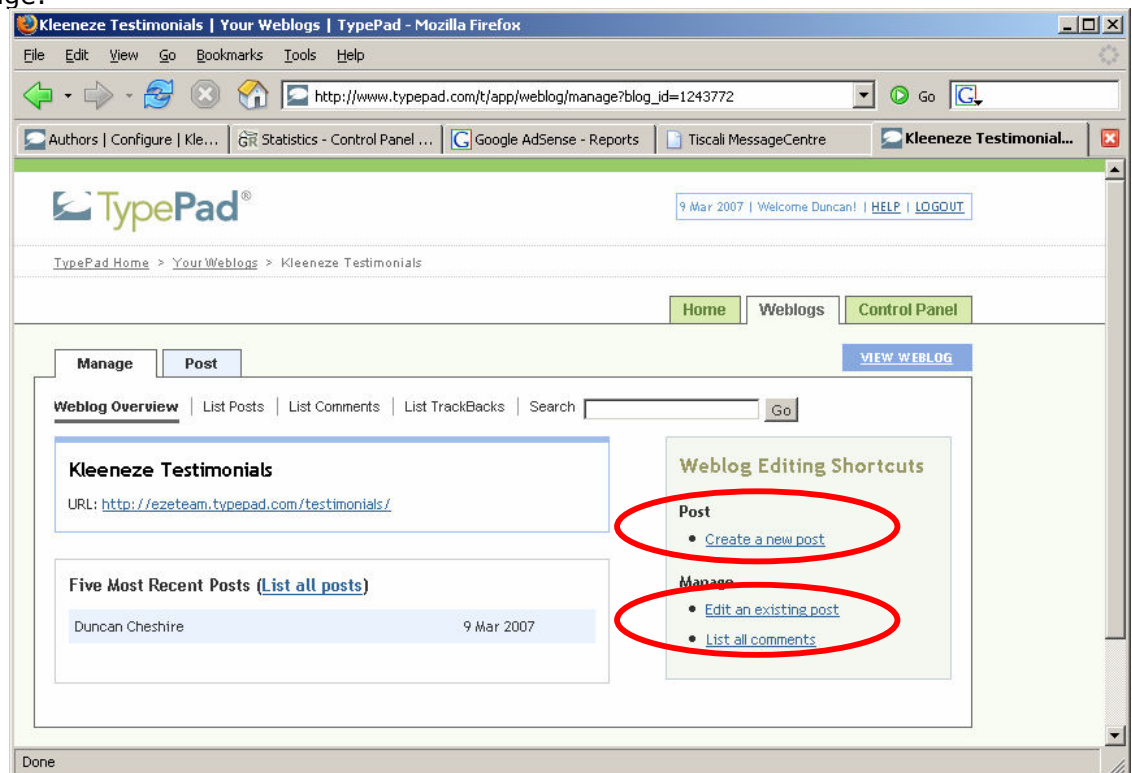 age.
Kleeneze Testimonials | Your Weblogs | TypePad - Mozilla Firefox
File Edit View Go Bookmarks Tools Help
http://www.typepad.com/t/app/weblog/manage?blog_id=1243772 Go G
Authors | Configure | Kle... GR Statistics - Control Panel ... G Google AdSense - Reports Tiscali MessageCentre Kleeneze Testimonial...
TypePad® 9 Mar 2007 | Welcome Duncan! | HELP | LOGOUT
TypePad Home > Your Weblogs > Kleeneze Testimonials
Home Weblogs Control Panel
Manage Post VIEW WEBLOG
Weblog Overview | List Posts | List Comments | List TrackBacks | Search Go
Kleeneze Testimonials
URL: http://ezeteam.typepad.com/testimonials/
Five Most Recent Posts (List all posts)
Duncan Cheshire 9 Mar 2007
Weblog Editing Shortcuts
Post
• Create a new post
Manage
• Edit an existing post
• List all comments
Done